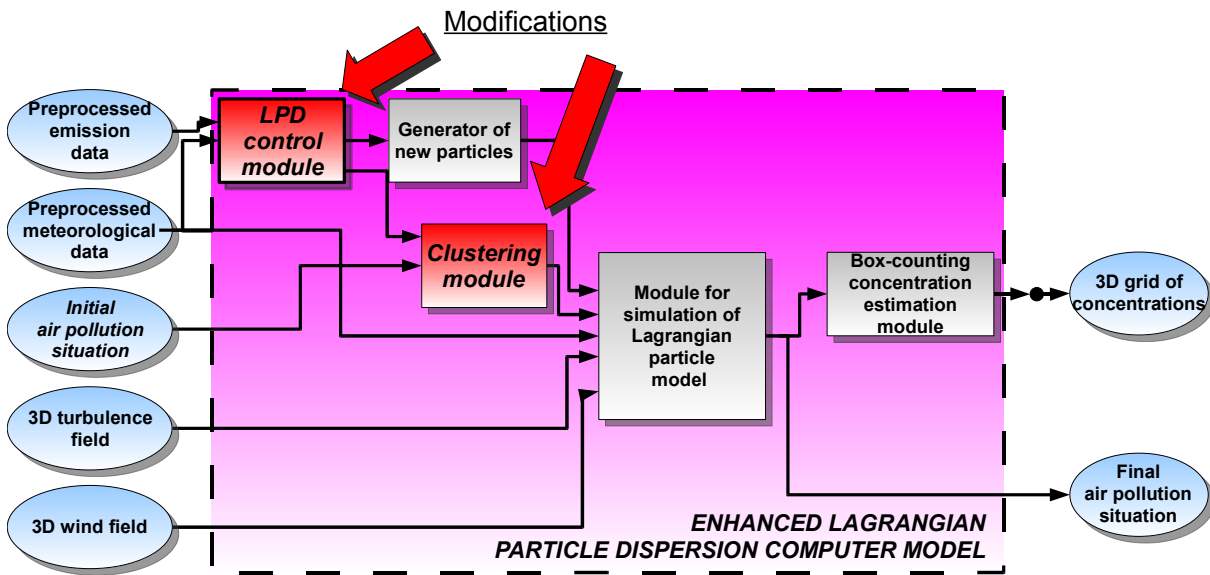 Modifications
Preprocessed
emission
data
LPD
control
module
Generator of
new particles
Preprocessed
meteorological
data
Clustering
module
Initial
air pollution
situation
Module for
simulation of
Lagrangian
particle
model
Box-counting
concentration
estimation
module
3D grid of
concentrations
3D turbulence
field
3D wind field
Final
air pollution
situation
ENHANCED LAGRANGIAN
PARTICLE DISPERSION COMPUTER MODEL